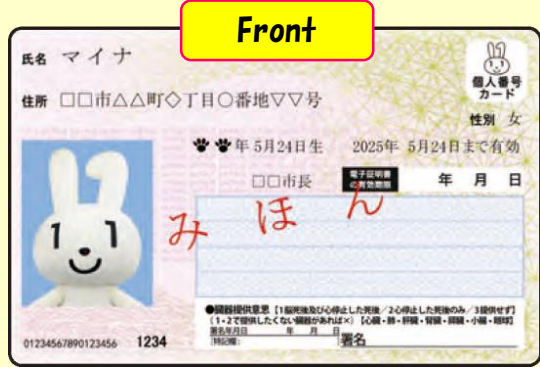 Front
氏名 マイナ
個人番号
カード
住所 □□市△△町◇丁目○番地▽▽号
性別 女
年5月24日生 2025年 5月24日まで有効
□□市長 電子証明書の有効期限 年 月 日
みほん
1 1
●臓器提供意思【1脳死後及び心停止した死後/2心停止した死後のみ/3提供せず】
(1・2で提供したくない臓器があれば×)【心臓・肺・肝臓・腎臓・膵臓・小腸・眼球】
署名年月日 年 月 日
[特記欄: ] 署名
01234567890123456 1234